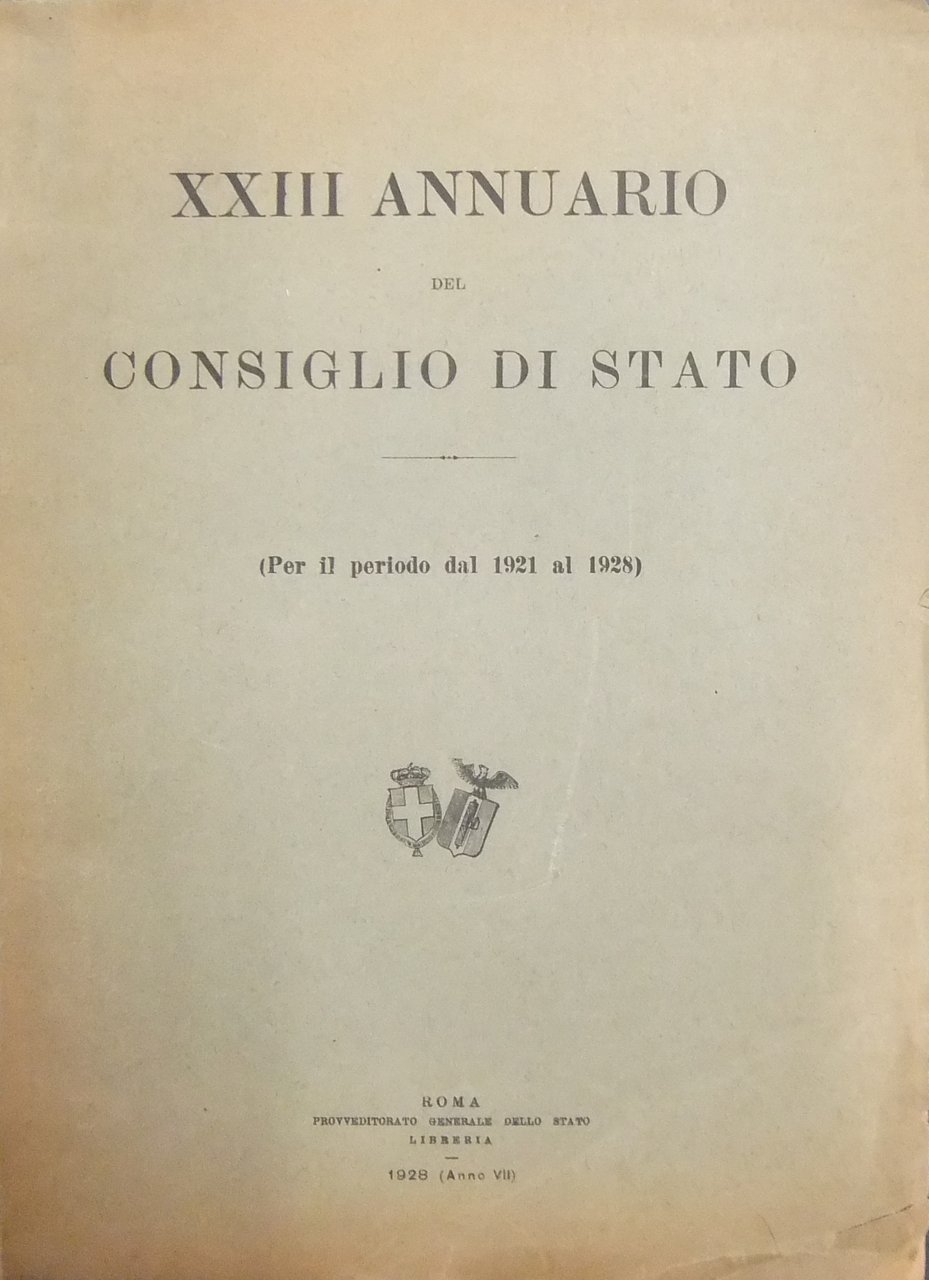 XXIII ANNUARIO
DEL
CONSIGLIO DI STATO
(Per il periodo dal 1921 al 1928)
ROMA
PROVVEDITORATO GENERALE DELLO STATO
LIBRERIA
1928 (Anno VII)